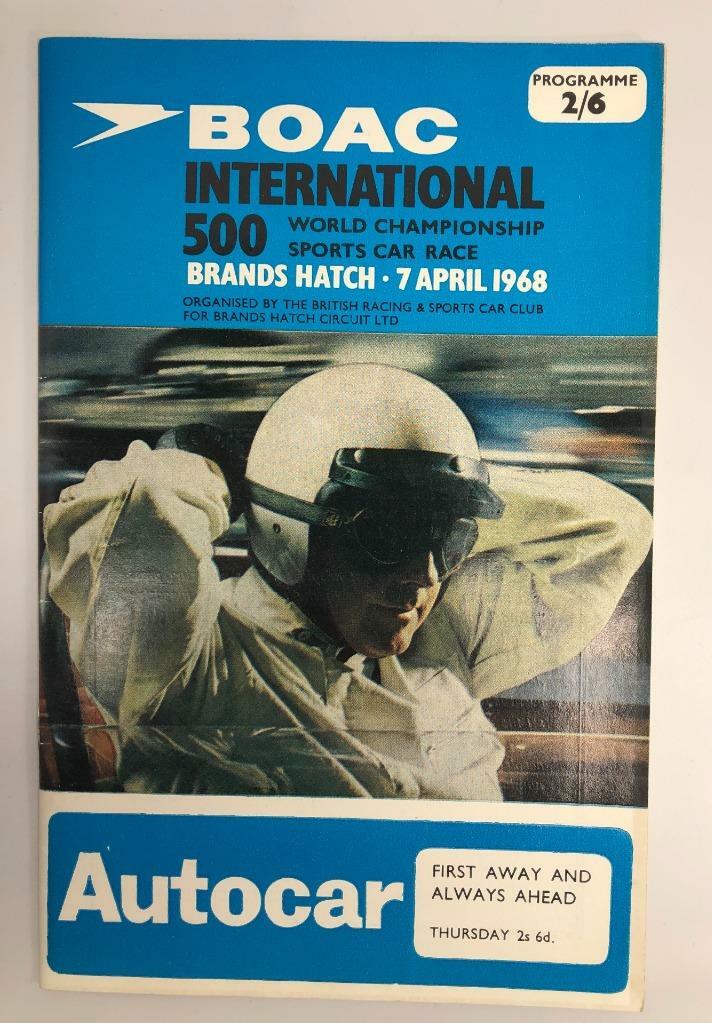 PROGRAMME
2/6
BOAC
INTERNATIONAL
500 WORLD CHAMPIONSHIP
SPORTS CAR RACE
BRANDS HATCH · 7 APRIL 1968
ORGANISED BY THE BRITISH RACING & SPORTS CAR CLUB
FOR BRANDS HATCH CIRCUIT LTD
Autocar
FIRST AWAY AND
ALWAYS AHEAD
THURSDAY 2s 6d.